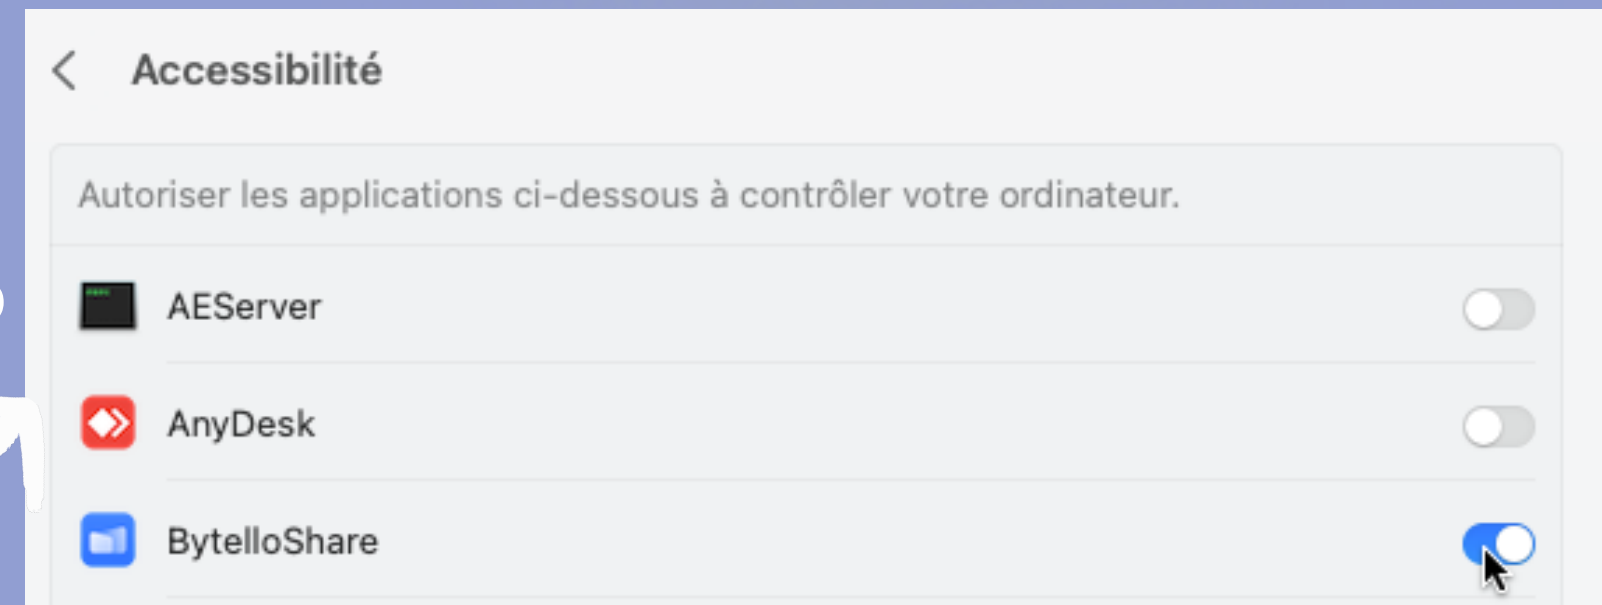 Accessibilité
Autoriser les applications ci-dessous à contrôler votre ordinateur.
AEServer
AnyDesk
BytelloShare